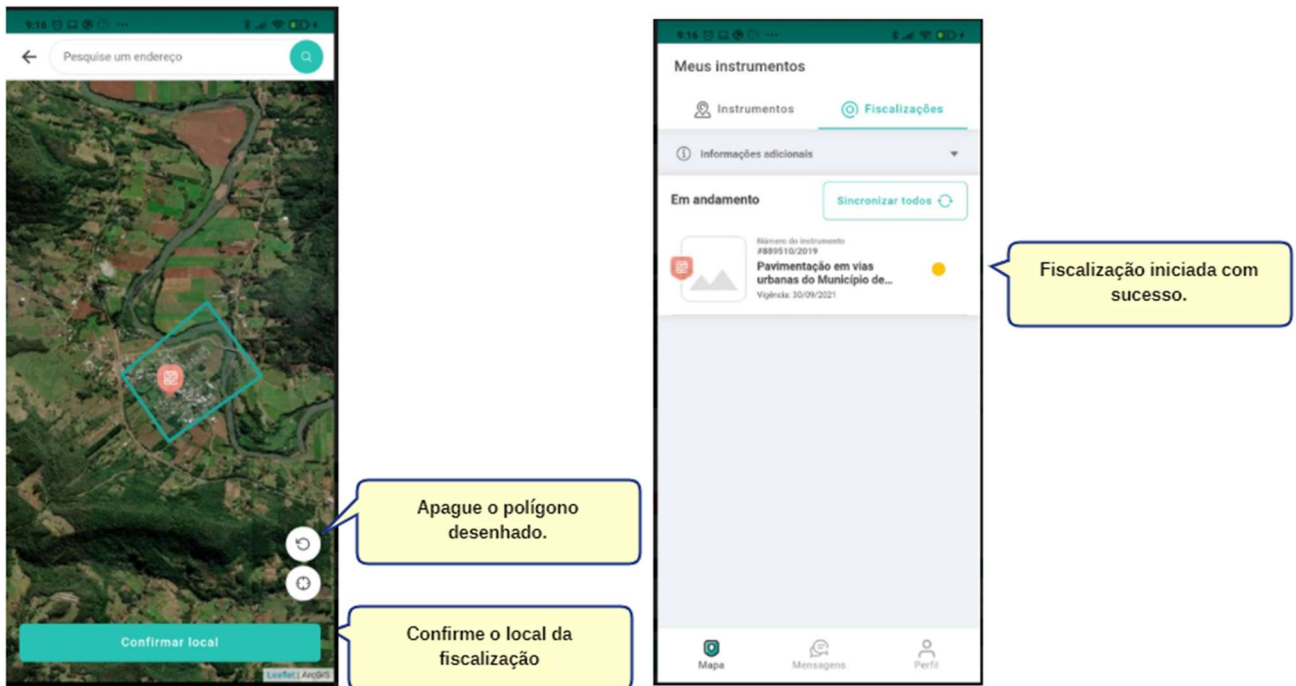 9:16
Pesquise um endereço
Confirmar local
Leaflet | ArcGIS
Apague o polígono
desenhado.
Confirme o local da
fiscalização
9:16
Meus instrumentos
Instrumentos
Fiscalizações
Informações adicionais
Em andamento
Sincronizar todos
Número do instrumento
#889510/2019
Pavimentação em vias
urbanas do Município de...
Vigência: 30/09/2021
Mapa
Mensagens
Perfil
Fiscalização iniciada com
sucesso.